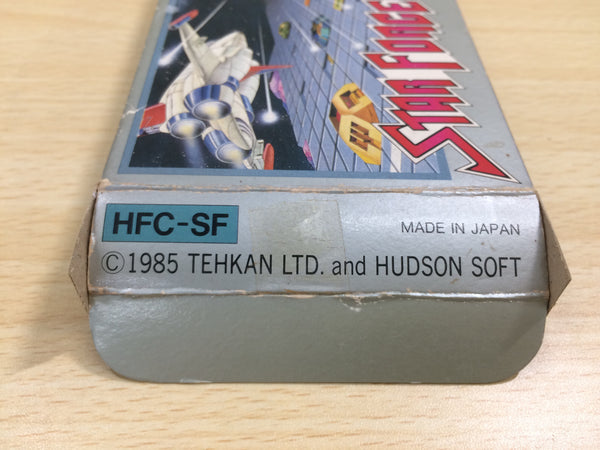 STAR FORCE
HFC-SF
MADE IN JAPAN
©1985 TEHKAN LTD. and HUDSON SOFT